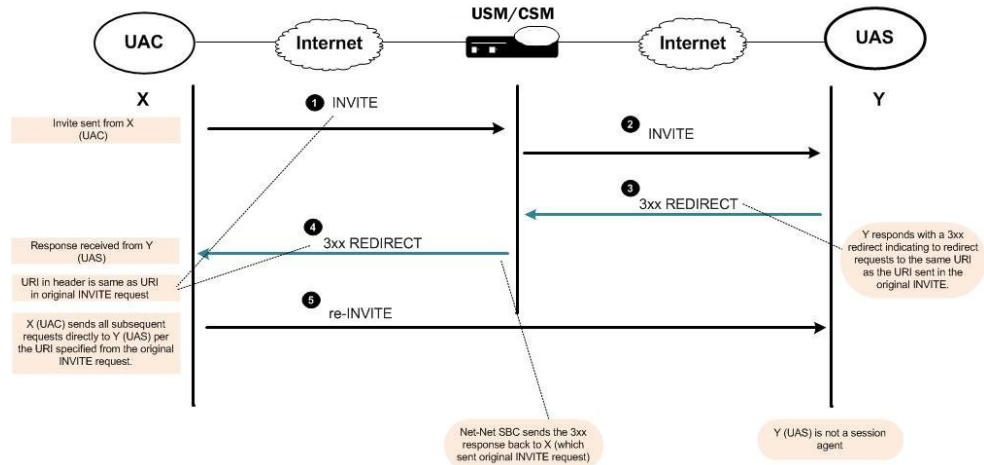 USM/CSM
UAC
Internet
Internet
UAS
X
Y
1 INVITE
Invite sent from X
(UAC)
2
INVITE
3
3xx REDIRECT
4
3xx REDIRECT
Response received from Y
(UAS)
Y responds with a 3xx
redirect indicating to redirect
requests to the same URI
as the URI sent in the
original INVITE.
URI in header is same as URI
in original INVITE request
5
re-INVITE
X (UAC) sends all subsequent
requests directly to Y (UAS) per
the URI specified from the original
INVITE request.
Net-Net SBC sends the 3xx
response back to X (which
sent original INVITE request)
Y (UAS) is not a session
agent